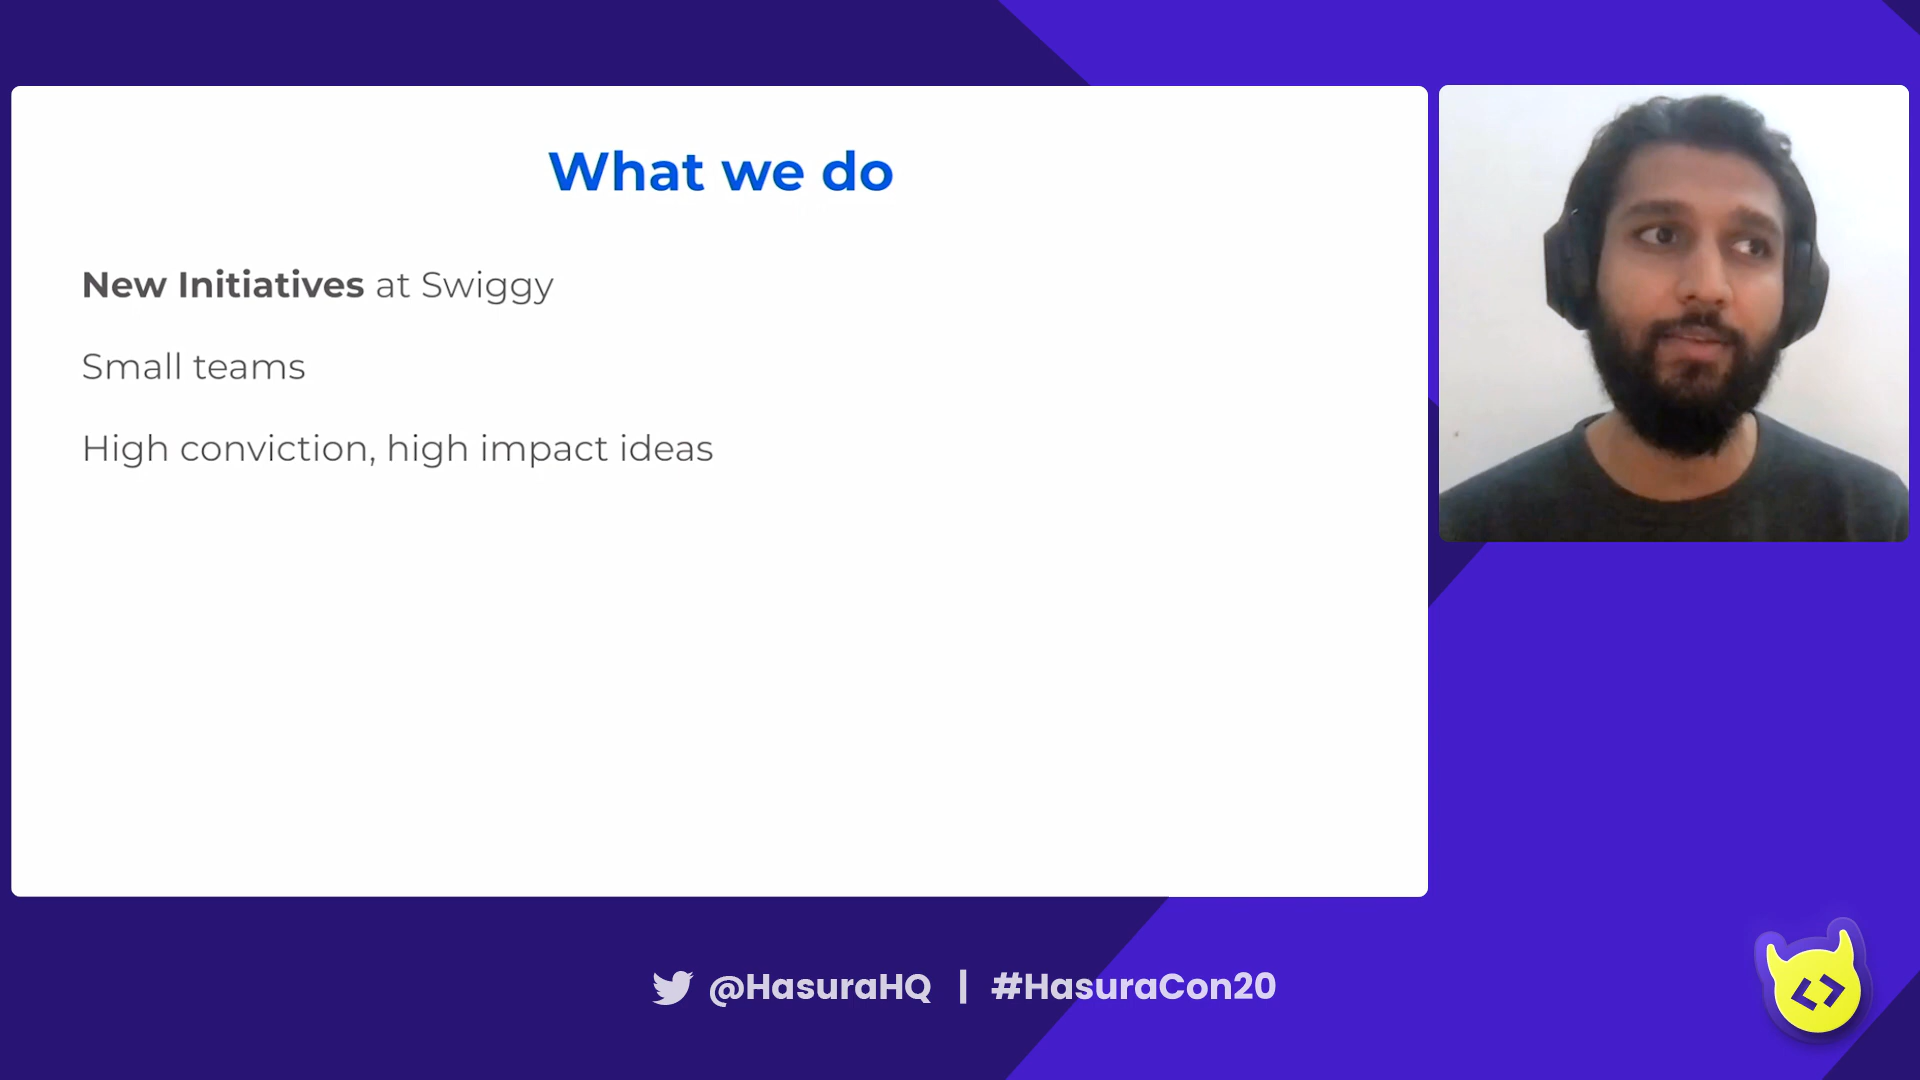 What we do
New Initiatives at Swiggy
Small teams
High conviction, high impact ideas
@HasuraHQ | #HasuraCon20